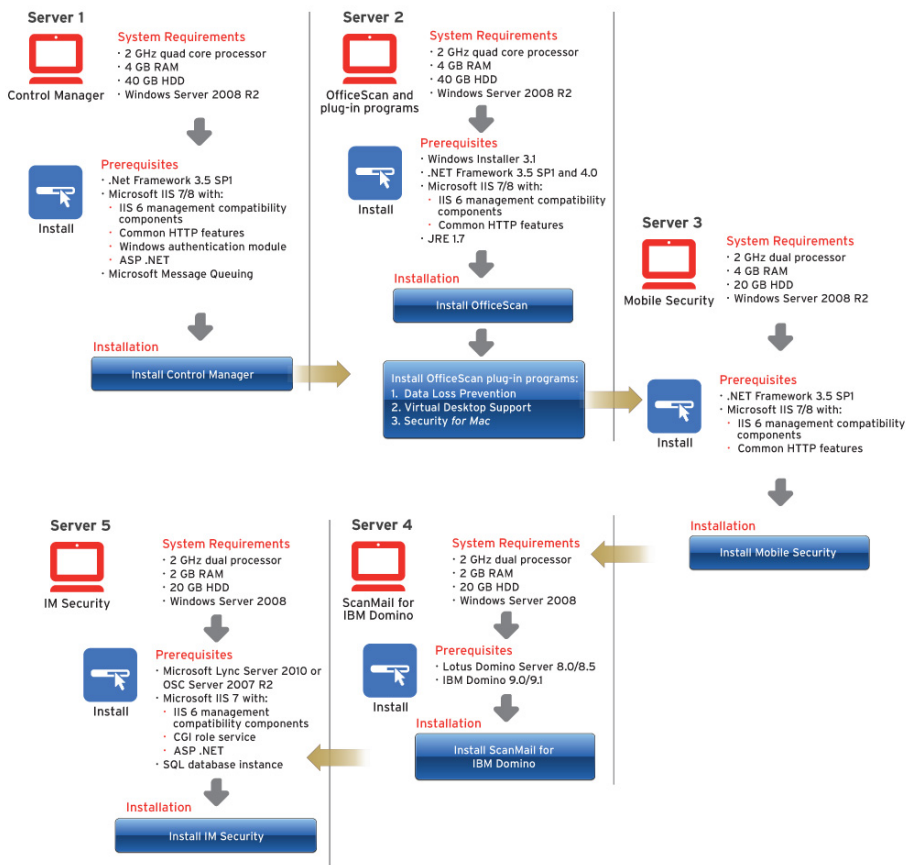 Server 1
System Requirements
· 2 GHz quad core processor
· 4 GB RAM
· 40 GB HDD
· Windows Server 2008 R2
Control Manager
Prerequisites
· .Net Framework 3.5 SP1
· Microsoft IIS 7/8 with:
· IIS 6 management compatibility
components
· Common HTTP features
· Windows authentication module
· ASP .NET
· Microsoft Message Queuing
Install
Installation
Install Control Manager
Server 2
System Requirements
· 2 GHz quad core processor
· 4 GB RAM
· 40 GB HDD
· Windows Server 2008 R2
OfficeScan and
plug-in programs
Prerequisites
· Windows Installer 3.1
· .NET Framework 3.5 SP1 and 4.0
· Microsoft IIS 7/8 with:
· IIS 6 management compatibility
components
· Common HTTP features
· JRE 1.7
Install
Installation
Install OfficeScan
Install OfficeScan plug-in programs:
1. Data Loss Prevention
2. Virtual Desktop Support
3. Security for Mac
Server 3
System Requirements
· 2 GHz dual processor
· 4 GB RAM
· 20 GB HDD
· Windows Server 2008 R2
Mobile Security
Prerequisites
· .NET Framework 3.5 SP1
· Microsoft IIS 7/8 with:
· IIS 6 management compatibility
components
· Common HTTP features
Install
Installation
Install Mobile Security
Server 4
System Requirements
· 2 GHz dual processor
· 2 GB RAM
· 20 GB HDD
· Windows Server 2008
ScanMail for
IBM Domino
Prerequisites
· Lotus Domino Server 8.0/8.5
· IBM Domino 9.0/9.1
Install
Installation
Install ScanMail for
IBM Domino
Server 5
System Requirements
· 2 GHz dual processor
· 2 GB RAM
· 20 GB HDD
· Windows Server 2008
IM Security
Prerequisites
· Microsoft Lync Server 2010 or
OSC Server 2007 R2
· Microsoft IIS 7 with:
· IIS 6 management
compatibility components
· CGI role service
· ASP .NET
· SQL database instance
Install
Installation
Install IM Security